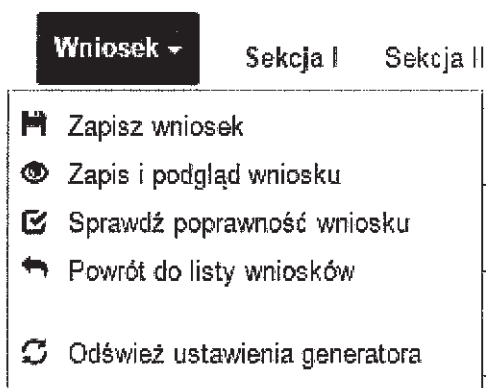 Wniosek Sekcja I Sekcja II
Zapisz wniosek
Zapis i podgląd wniosku
Sprawdź poprawność wniosku
Powrót do listy wniosków
Odśwież ustawienia generatora